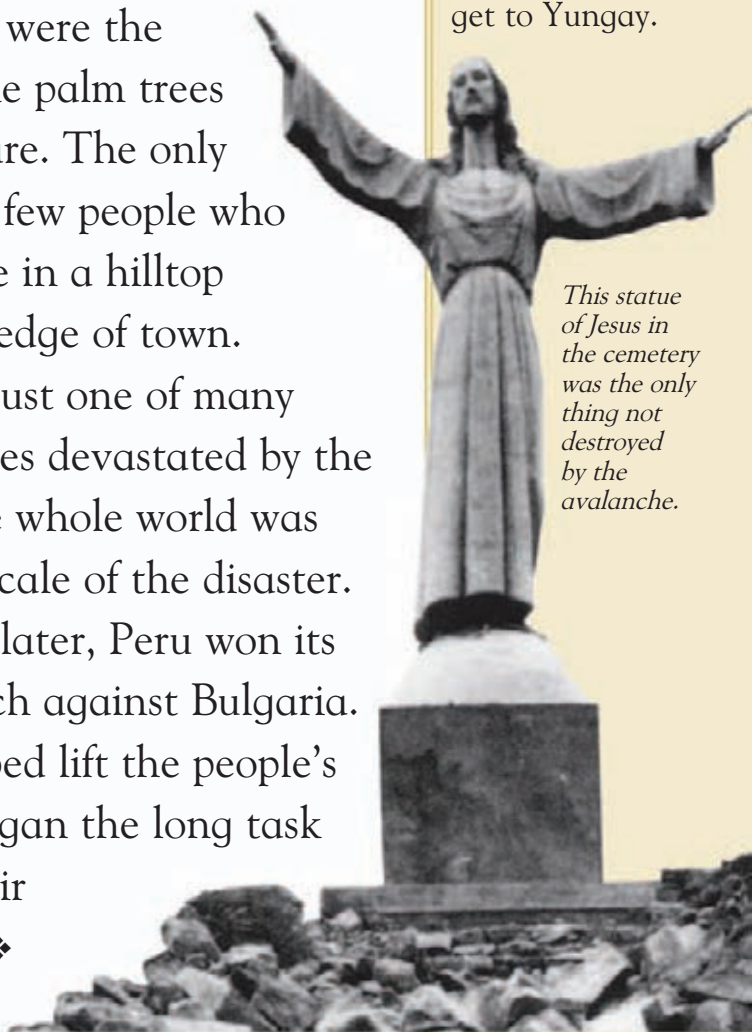 were the
palm trees
The only
few people who
in a hilltop
edge of town.
ust one of many
es devastated by the
whole world was
cale of the disaster.
later, Peru won its
ch against Bulgaria.
ed lift the people’s
gan the long task
ir
❖
get to Yungay.
This statue
of Jesus in
the cemetery
was the only
thing not
destroyed
by the
avalanche.